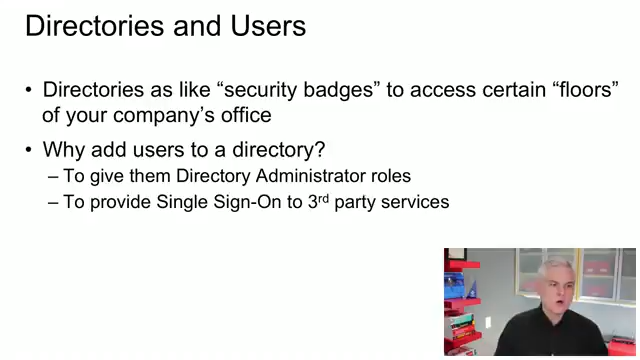 Directories and Users
• Directories as like “security badges” to access certain “floors”
of your company’s office
• Why add users to a directory?
– To give them Directory Administrator roles
– To provide Single Sign-On to 3rd party services